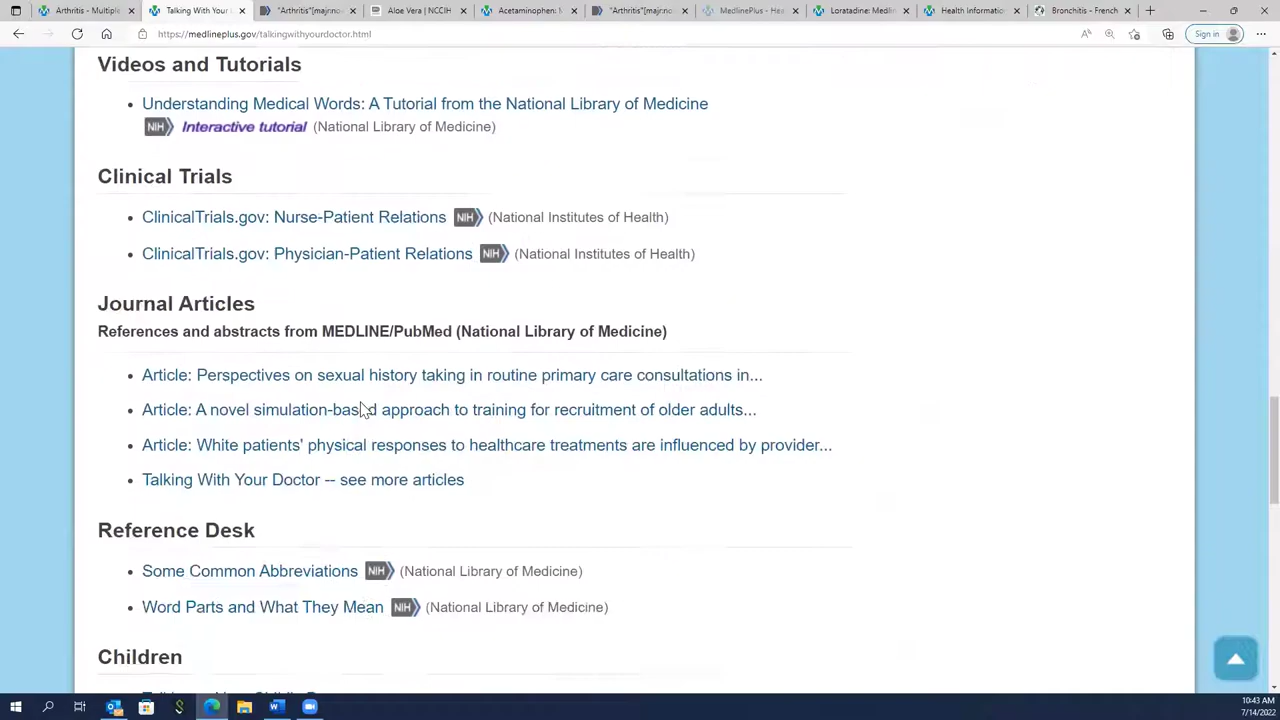 Arthritis - Multiple
Talking With Your
"Arthritis"[majr:no
Aloe Vera | NCCIH
Acetaminophen: M
"Arthritis"[majr:no
MedlinePlus - Hea
Loratadine: Medlin
Health Information
Bronchitis - French
https://medlineplus.gov/talkingwithyourdoctor.html
Sign in
Videos and Tutorials
Understanding Medical Words: A Tutorial from the National Library of Medicine
NIH Interactive tutorial (National Library of Medicine)
Clinical Trials
ClinicalTrials.gov: Nurse-Patient Relations NIH (National Institutes of Health)
ClinicalTrials.gov: Physician-Patient Relations NIH (National Institutes of Health)
Journal Articles
References and abstracts from MEDLINE/PubMed (National Library of Medicine)
Article: Perspectives on sexual history taking in routine primary care consultations in...
Article: A novel simulation-based approach to training for recruitment of older adults...
Article: White patients' physical responses to healthcare treatments are influenced by provider...
Talking With Your Doctor -- see more articles
Reference Desk
Some Common Abbreviations NIH (National Library of Medicine)
Word Parts and What They Mean NIH (National Library of Medicine)
Children
10:43 AM
7/14/2022